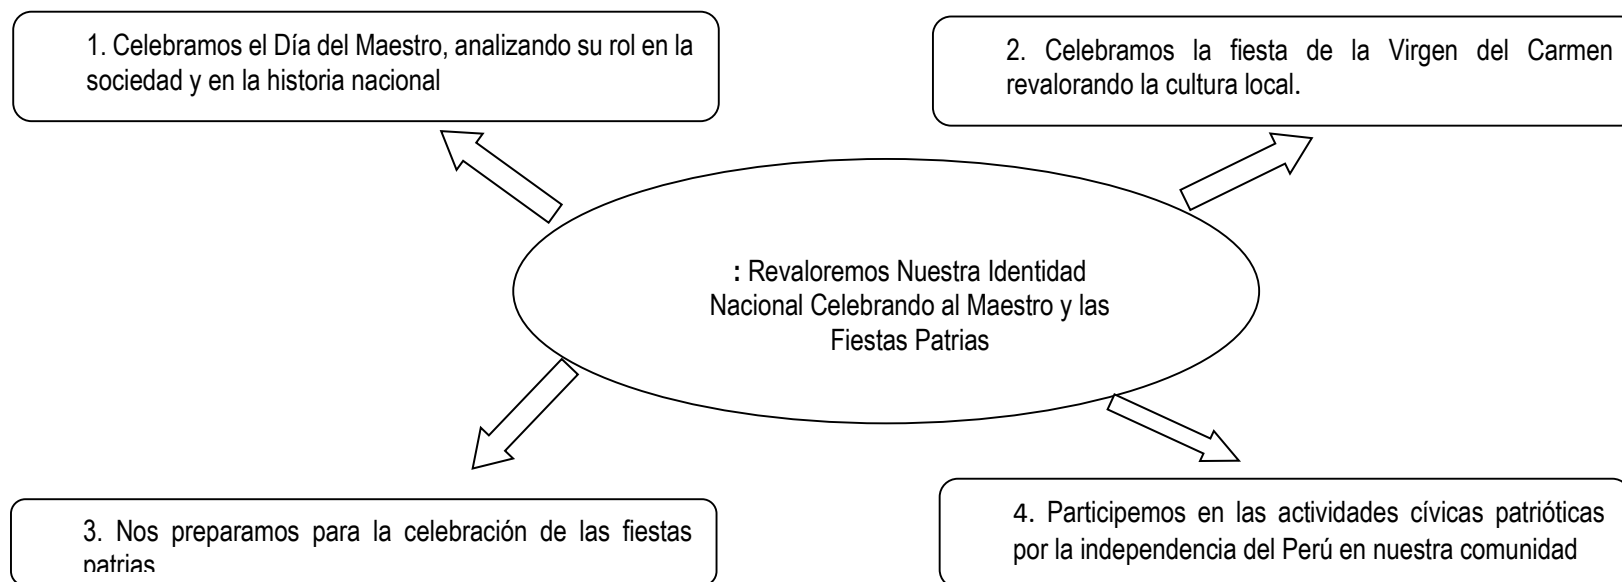 1. Celebramos el Día del Maestro, analizando su rol en la
sociedad y en la historia nacional
2. Celebramos la fiesta de la Virgen del Carmen
revalorando la cultura local.
: Revaloremos Nuestra Identidad
Nacional Celebrando al Maestro y las
Fiestas Patrias
3. Nos preparamos para la celebración de las fiestas
patrias
4. Participemos en las actividades cívicas patrióticas
por la independencia del Perú en nuestra comunidad